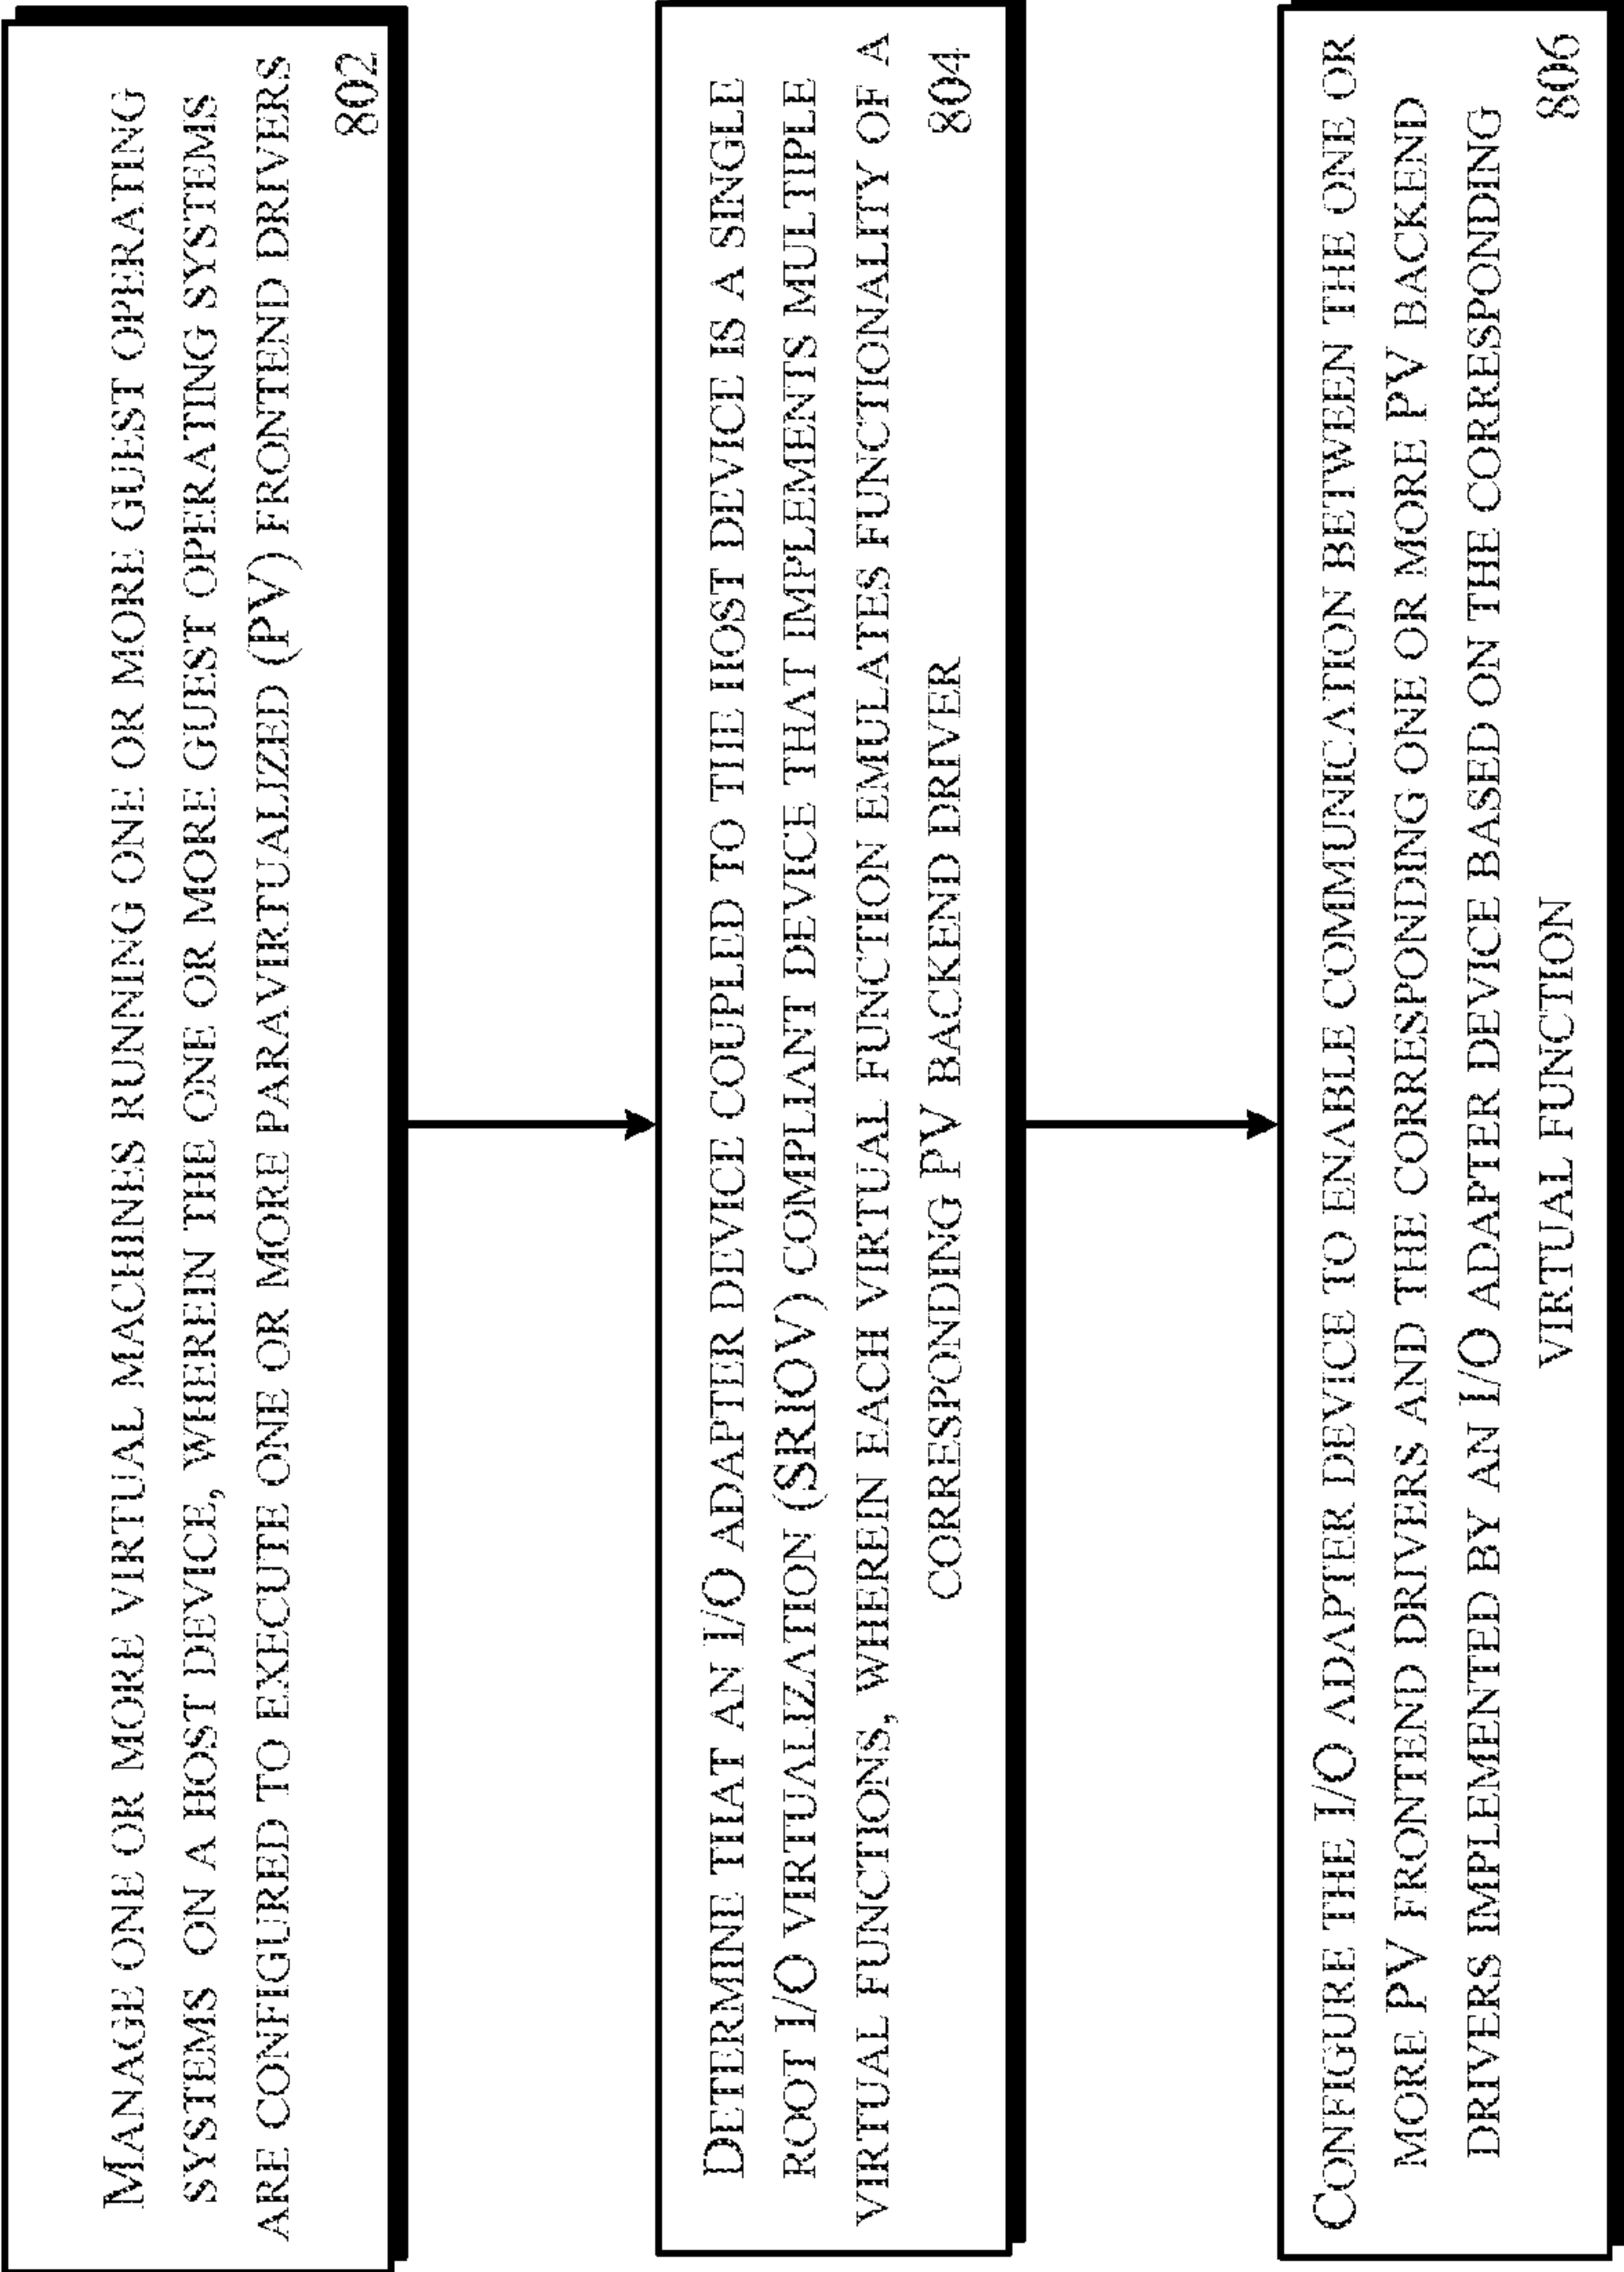 MANAGE ONE OR MORE VIRTUAL MACHINES RUNNING ONE OR MORE GUEST OPERATING
SYSTEMS ON A HOST DEVICE, WHEREIN THE ONE OR MORE GUEST OPERATING SYSTEMS
ARE CONFIGURED TO EXECUTE ONE OR MORE PARAVIRTUALIZED (PV) FRONTEND DRIVERS
802
DETERMINE THAT AN I/O ADAPTER DEVICE COUPLED TO THE HOST DEVICE IS A SINGLE
ROOT I/O VIRTUALIZATION (SRIOV) COMPLIANT DEVICE THAT IMPLEMENTS MULTIPLE
VIRTUAL FUNCTIONS, WHEREIN EACH VIRTUAL FUNCTION EMULATES FUNCTIONALITY OF A
CORRESPONDING PV BACKEND DRIVER
804
CONFIGURE THE I/O ADAPTER DEVICE TO ENABLE COMMUNICATION BETWEEN THE ONE OR
MORE PV FRONTEND DRIVERS AND THE CORRESPONDING ONE OR MORE PV BACKEND
DRIVERS IMPLEMENTED BY AN I/O ADAPTER DEVICE BASED ON THE CORRESPONDING
VIRTUAL FUNCTION
806